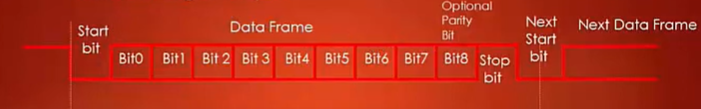 Start
bit
Data Frame
Optional
Parity
Bit
Next
Start
bit
Next Data Frame
Bit0 Bit1 Bit 2 Bit 3 Bit4 Bit5 Bit6 Bit7 Bit8
Stop
bit